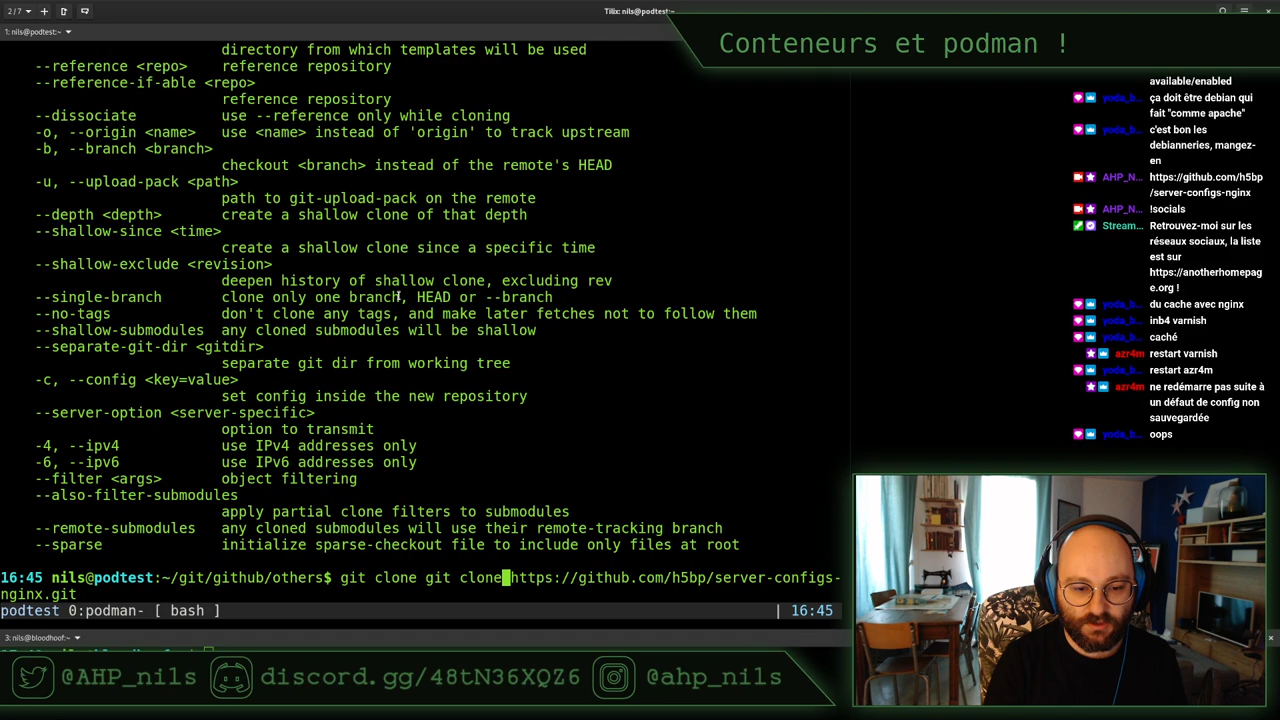 2/7
Tilix: nils@podtest:~
1: nils@podtest:~
Conteneurs et podman !
directory from which templates will be used
--reference <repo> reference repository
--reference-if-able <repo>
reference repository
--dissociate use --reference only while cloning
-o, --origin <name> use <name> instead of 'origin' to track upstream
-b, --branch <branch>
checkout <branch> instead of the remote's HEAD
-u, --upload-pack <path>
path to git-upload-pack on the remote
--depth <depth> create a shallow clone of that depth
--shallow-since <time>
create a shallow clone since a specific time
--shallow-exclude <revision>
deepen history of shallow clone, excluding rev
--single-branch clone only one branch, HEAD or --branch
--no-tags don't clone any tags, and make later fetches not to follow them
--shallow-submodules any cloned submodules will be shallow
--separate-git-dir <gitdir>
separate git dir from working tree
-c, --config <key=value>
set config inside the new repository
--server-option <server-specific>
option to transmit
-4, --ipv4 use IPv4 addresses only
-6, --ipv6 use IPv6 addresses only
--filter <args> object filtering
--also-filter-submodules
apply partial clone filters to submodules
--remote-submodules any cloned submodules will use their remote-tracking branch
--sparse initialize sparse-checkout file to include only files at root
16:45 nils@podtest:~/git/github/others$ git clone git clone https://github.com/h5bp/server-configs-
nginx.git
podtest 0:podman- [ bash ] | 16:45
3: nils@bloodhoof:~
available/enabled
yoda_b... ça doit être debian qui
fait "comme apache"
yoda_b... c'est bon les
debianneries, mangez-
en
AHP_N... https://github.com/h5bp
/server-configs-nginx
AHP_N... !socials
Stream... Retrouvez-moi sur les
réseaux sociaux, la liste
est sur
https://anotherhomepag
e.org !
yoda_b... du cache avec nginx
yoda_b... inb4 varnish
yoda_b... caché
azr4m restart varnish
yoda_b... restart azr4m
azr4m ne redémarre pas suite à
un défaut de config non
sauvegardée
yoda_b... oops
@AHP_nils discord.gg/48tN36XQZ6 @ahp_nils